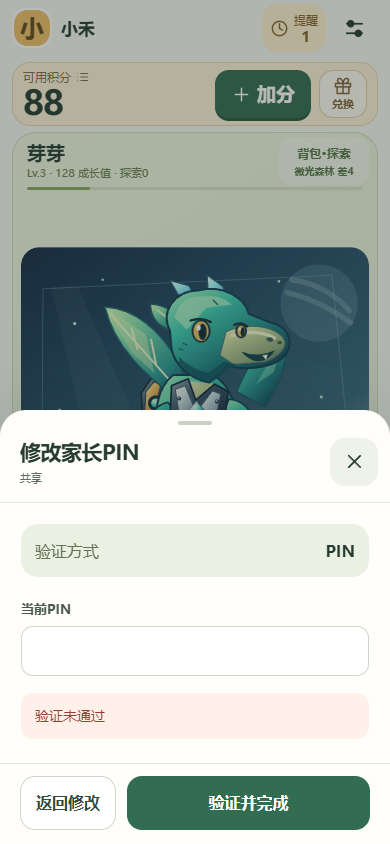 小
小禾
提醒
1
可用积分
88
加分
兑换
芽芽
Lv.3 · 128 成长值 · 探索0
背包·探索
微光森林 差4
修改家长PIN
共享
验证方式
PIN
当前PIN
验证未通过
返回修改
验证并完成